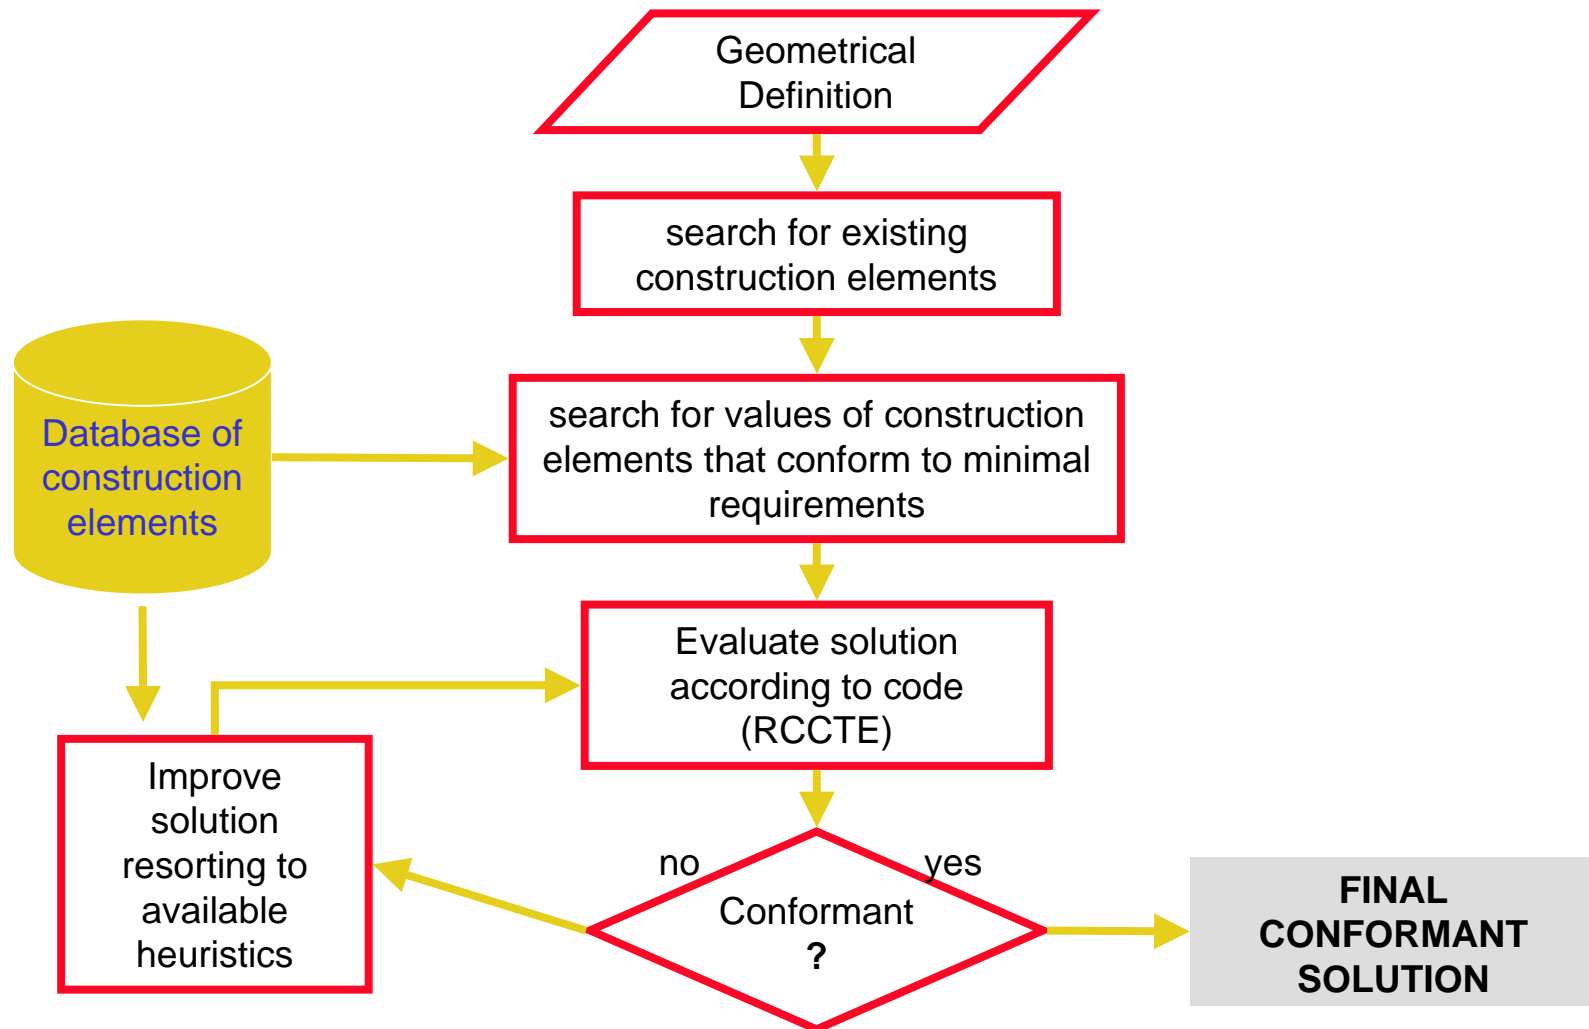 Geometrical
Definition
search for existing
construction elements
search for values of construction
elements that conform to minimal
requirements
Database of
construction
elements
Evaluate solution
according to code
(RCCTE)
Improve
solution
resorting to
available
heuristics
no
yes
Conformant
?
FINAL
CONFORMANT
SOLUTION